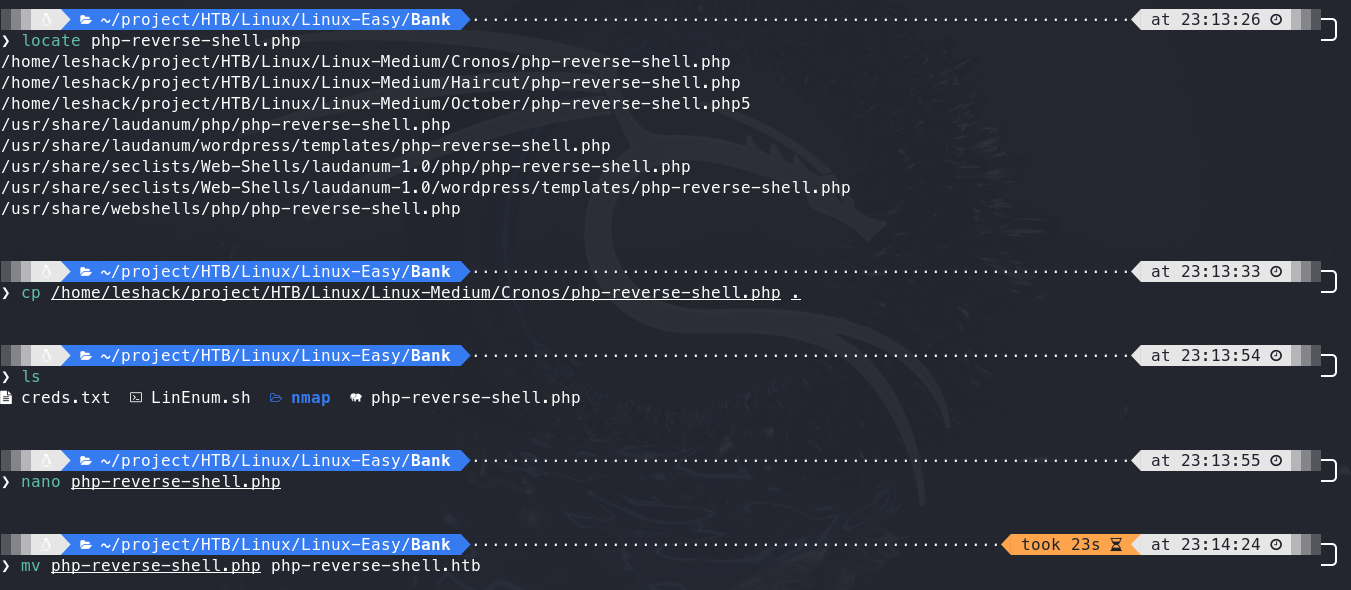 ~/project/HTB/Linux/Linux-Easy/Bank at 23:13:26
❯ locate php-reverse-shell.php
/home/leshack/project/HTB/Linux/Linux-Medium/Cronos/php-reverse-shell.php
/home/leshack/project/HTB/Linux/Linux-Medium/Haircut/php-reverse-shell.php
/home/leshack/project/HTB/Linux/Linux-Medium/October/php-reverse-shell.php5
/usr/share/laudanum/php/php-reverse-shell.php
/usr/share/laudanum/wordpress/templates/php-reverse-shell.php
/usr/share/seclists/Web-Shells/laudanum-1.0/php/php-reverse-shell.php
/usr/share/seclists/Web-Shells/laudanum-1.0/wordpress/templates/php-reverse-shell.php
/usr/share/webshells/php/php-reverse-shell.php
~/project/HTB/Linux/Linux-Easy/Bank at 23:13:33
❯ cp /home/leshack/project/HTB/Linux/Linux-Medium/Cronos/php-reverse-shell.php .
~/project/HTB/Linux/Linux-Easy/Bank at 23:13:54
❯ ls
creds.txt LinEnum.sh nmap php-reverse-shell.php
~/project/HTB/Linux/Linux-Easy/Bank at 23:13:55
❯ nano php-reverse-shell.php
~/project/HTB/Linux/Linux-Easy/Bank took 23s at 23:14:24
❯ mv php-reverse-shell.php php-reverse-shell.htb